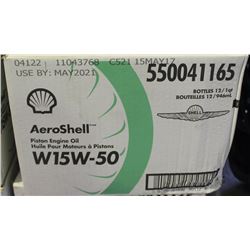 04122 11043768 C521 15MAY17
USE BY: MAY2021
550041165
BOTTLES 12/1qt
BOUTEILLES 12/946mL
SHELL
AeroShell
Piston Engine Oil
Huile Pour Moteurs à Pistons
W15W-50